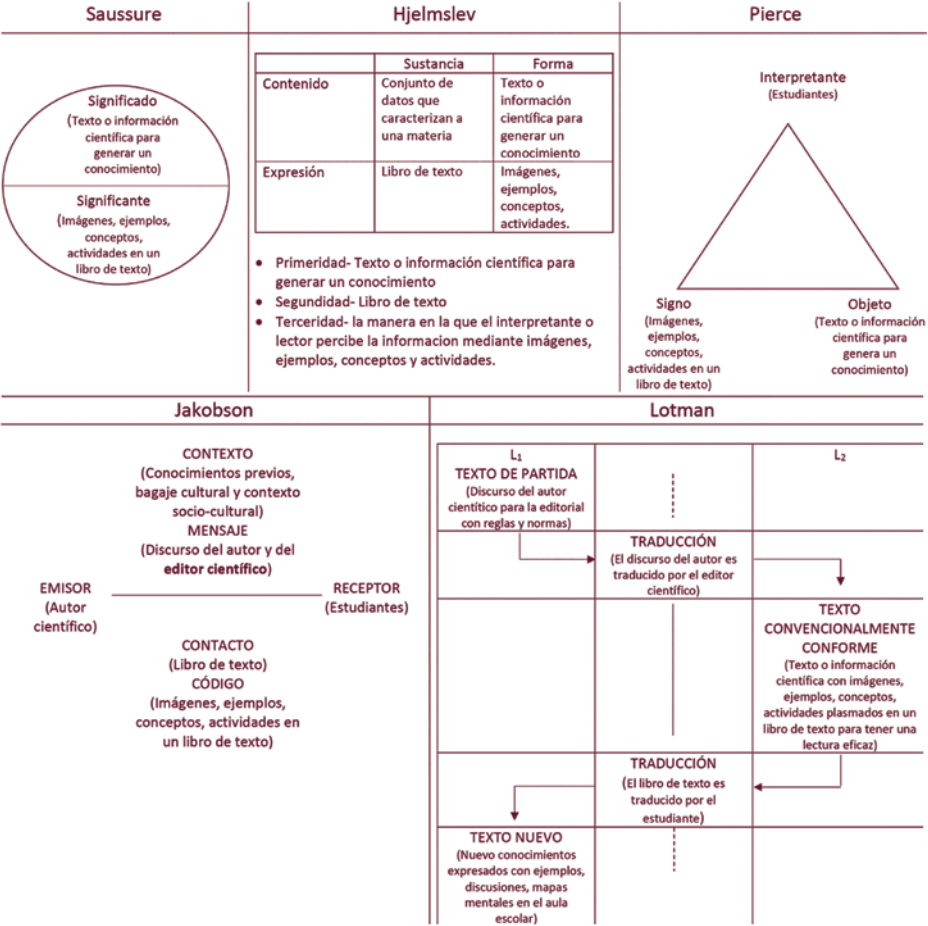 Saussure
Significado
(Texto o información
científica para
generar un
conocimiento)
Significante
(Imágenes, ejemplos,
conceptos,
actividades en un
libro de texto)
Hjelmslev
Sustancia
Forma
Contenido
Conjunto de
datos que
caracterizan a
una materia
Texto o
información
científica para
generar un
conocimiento
Expresión
Libro de texto
Imágenes,
ejemplos,
conceptos,
actividades.
• Primeridad- Texto o información científica para
generar un conocimiento
• Segundidad- Libro de texto
• Terceridad- la manera en la que el interpretante o
lector percibe la informacion mediante imágenes,
ejemplos, conceptos y actividades.
Pierce
Interpretante
(Estudiantes)
Signo
(Imágenes,
ejemplos,
conceptos,
actividades en un
libro de texto)
Objeto
(Texto o información
científica para
genera un
conocimiento)
Jakobson
CONTEXTO
(Conocimientos previos,
bagaje cultural y contexto
socio-cultural)
MENSAJE
(Discurso del autor y del
editor científico)
EMISOR
(Autor
científico)
RECEPTOR
(Estudiantes)
CONTACTO
(Libro de texto)
CÓDIGO
(Imágenes, ejemplos,
conceptos, actividades en
un libro de texto)
Lotman
L₁
TEXTO DE PARTIDA
(Discurso del autor
científico para la editorial
con reglas y normas)
L₂
TRADUCCIÓN
(El discurso del autor es
traducido por el editor
científico)
TEXTO
CONVENCIONALMENTE
CONFORME
(Texto o información
científica con imágenes,
ejemplos, conceptos,
actividades plasmados en un
libro de texto para tener una
lectura eficaz)
TRADUCCIÓN
(El libro de texto es
traducido por el
estudiante)
TEXTO NUEVO
(Nuevo conocimientos
expresados con ejemplos,
discusiones, mapas
mentales en el aula
escolar)